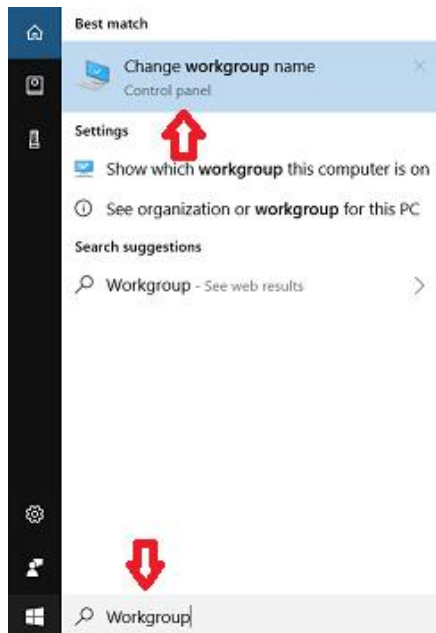 Best match
Change workgroup name
Control panel
Settings
Show which workgroup this computer is on
See organization or workgroup for this PC
Search suggestions
Workgroup - See web results
Workgroup